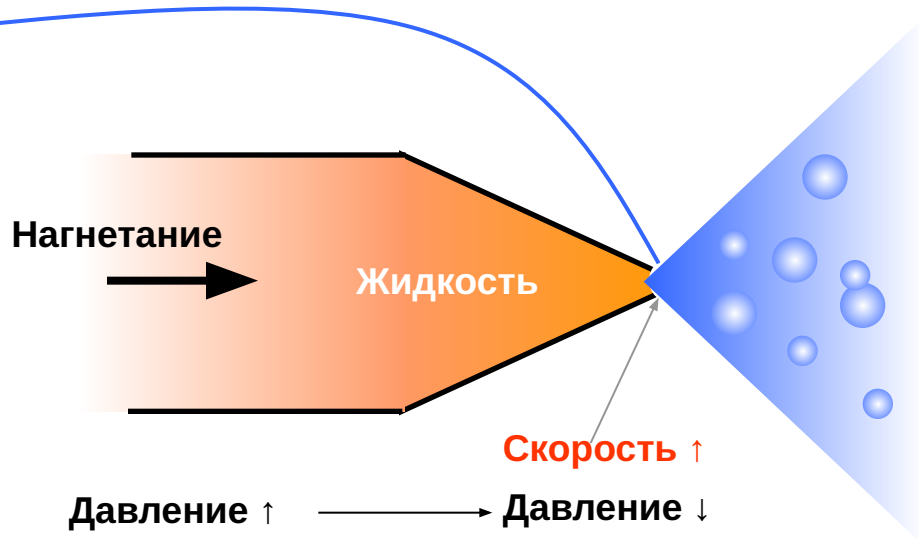 Нагнетание
Жидкость
Скорость ↑
Давление ↑
Давление ↓